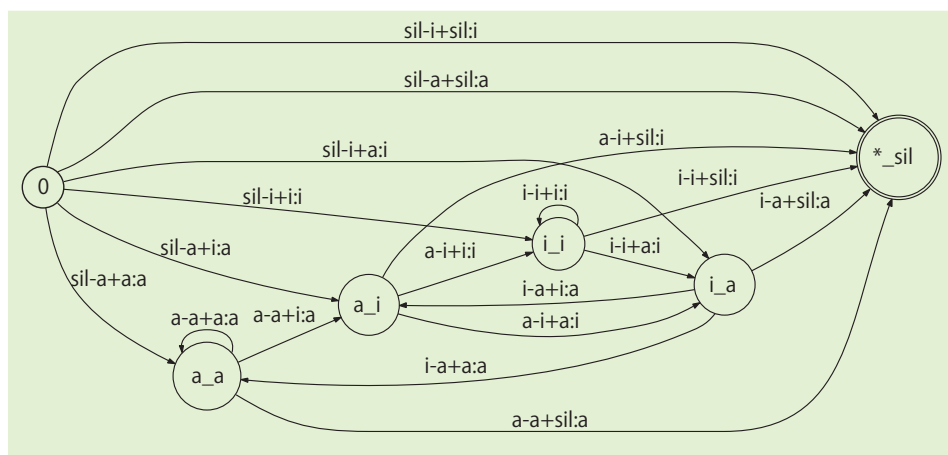 sil-i+sil:i
sil-a+sil:a
a-i+sil:i
sil-i+a:i
*_sil
0
i-i+sil:i
i-i+i:i
sil-i+i:i
i-a+sil:a
i_i
a-i+i:i
i-i+a:i
sil-a+i:a
sil-a+a:a
i_a
i-a+i:a
a_i
a-a+i:a
a-a+a:a
a-i+a:i
i-a+a:a
a_a
a-a+sil:a